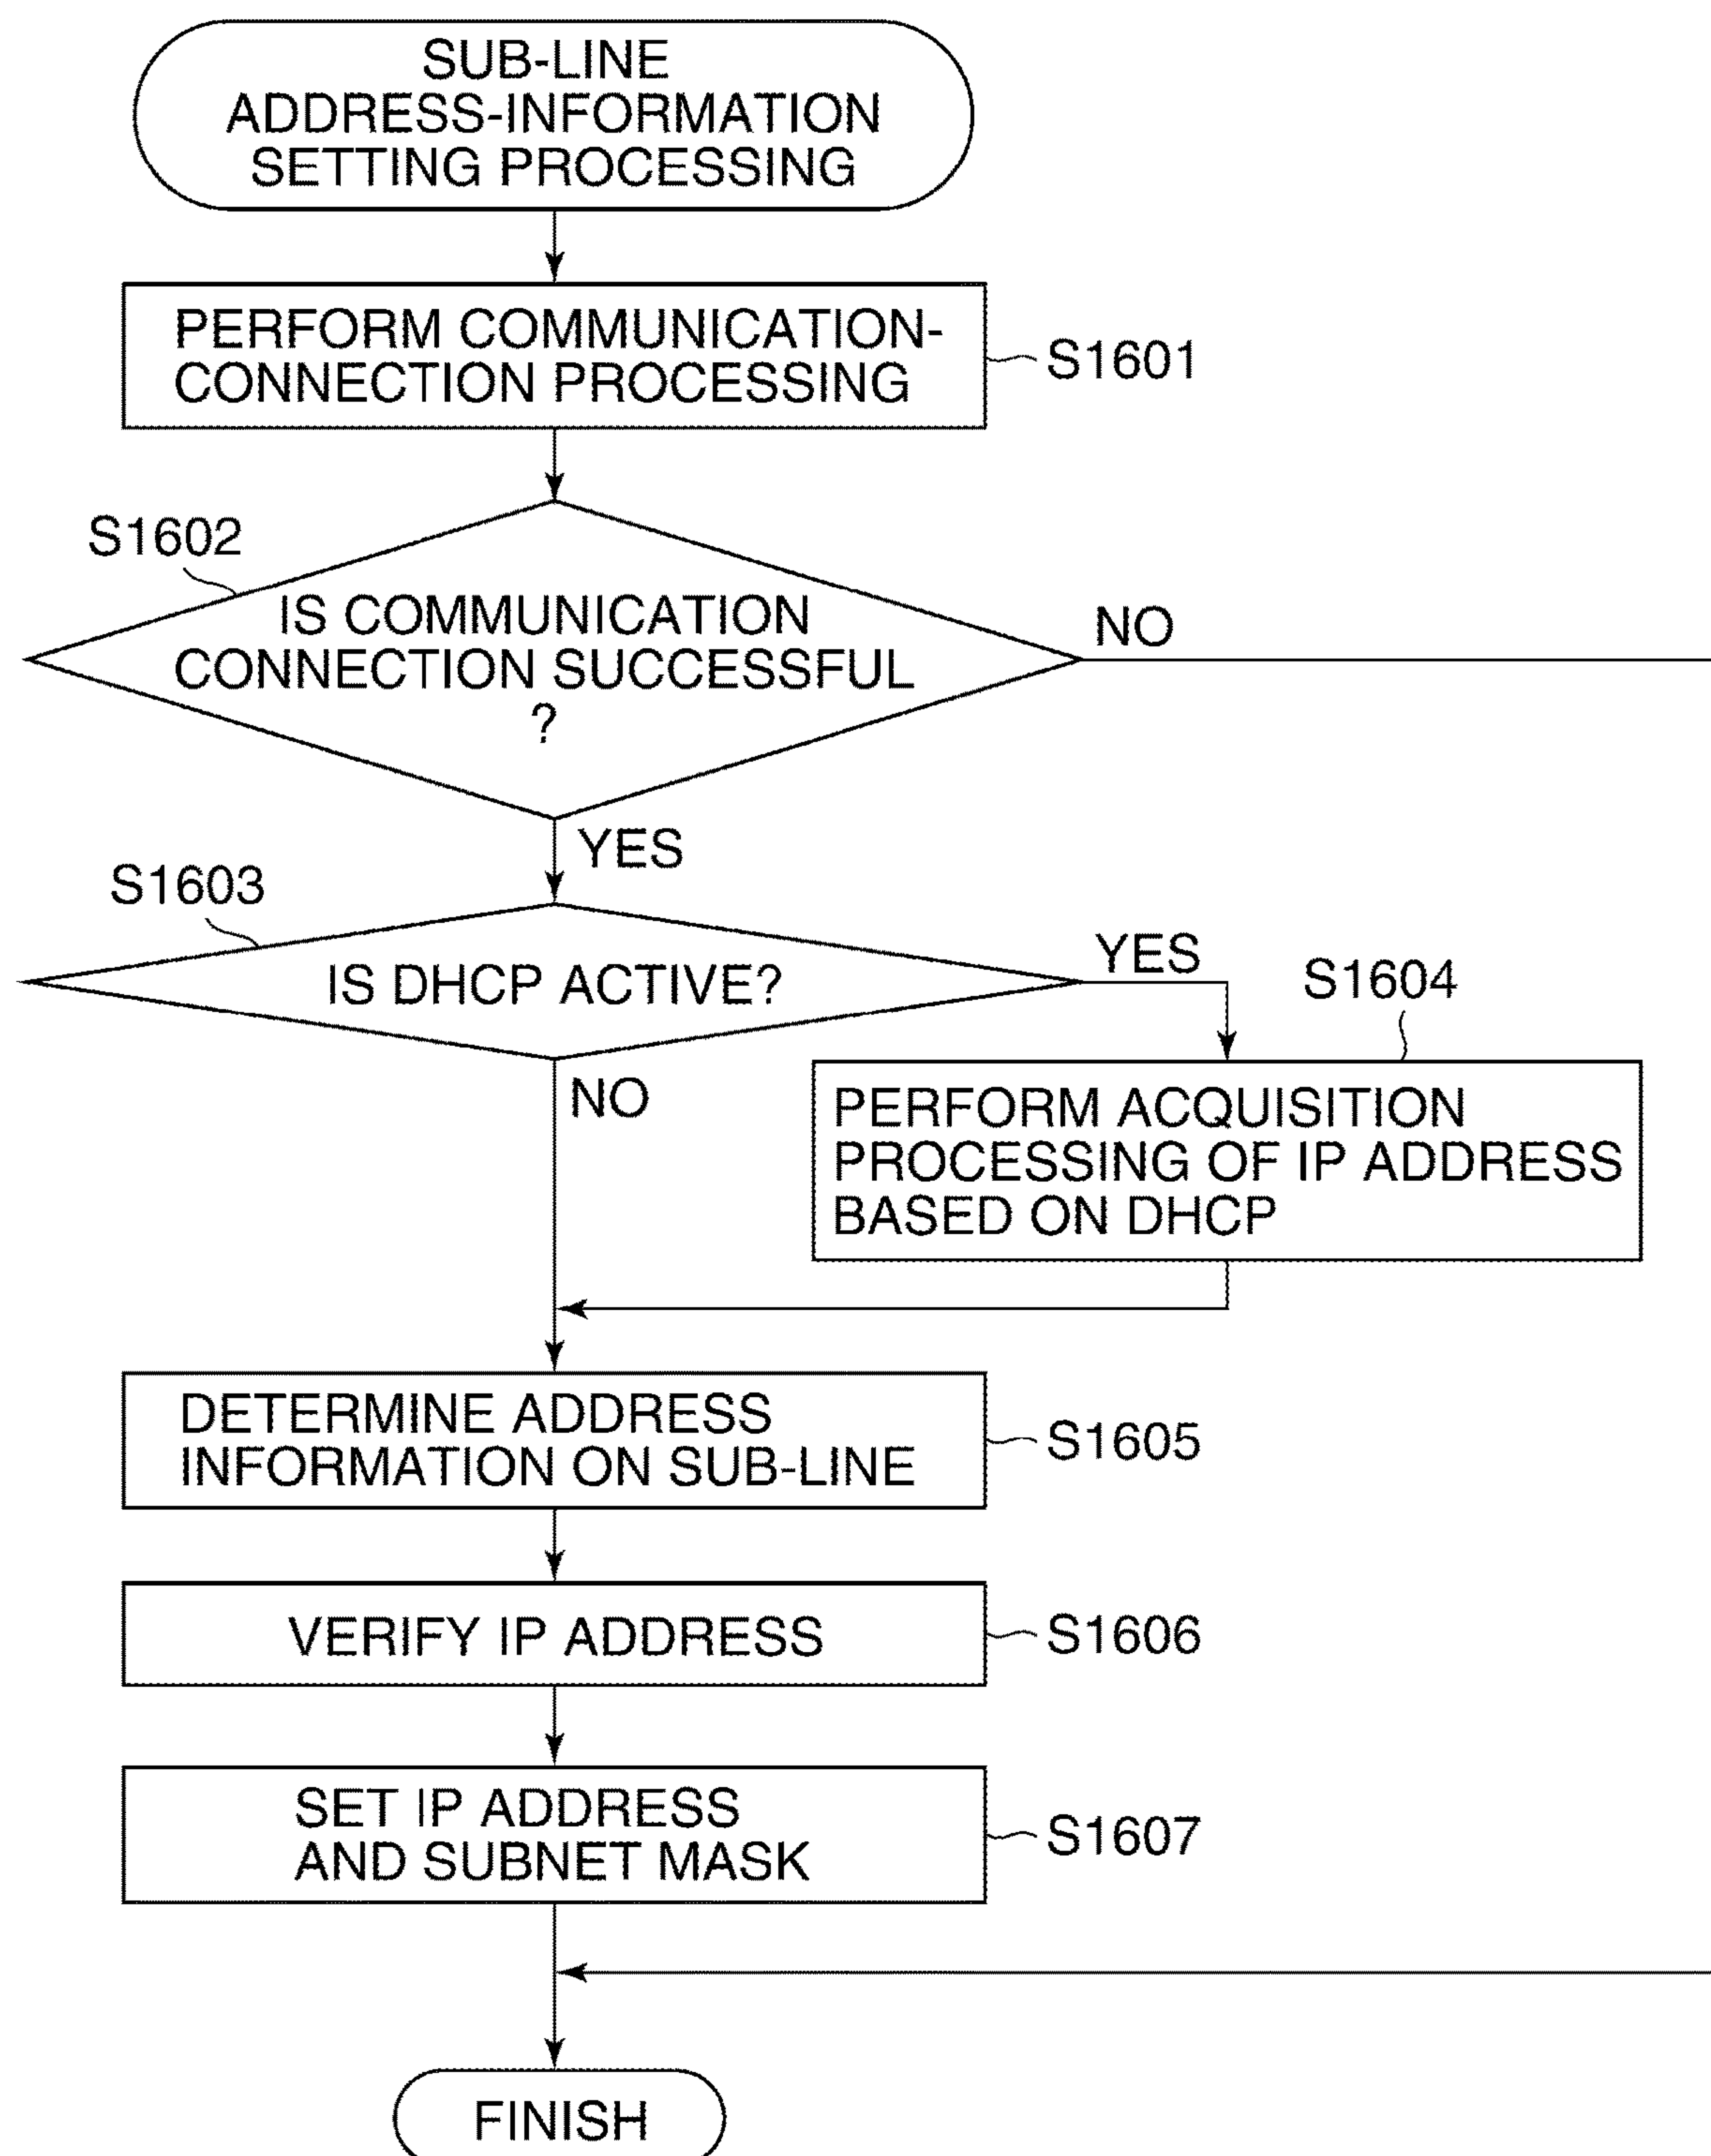 SUB-LINE
ADDRESS-INFORMATION
SETTING PROCESSING
PERFORM COMMUNICATION-
CONNECTION PROCESSING
S1601
S1602
IS COMMUNICATION
CONNECTION SUCCESSFUL
?
NO
YES
S1603
IS DHCP ACTIVE?
YES
S1604
NO
PERFORM ACQUISITION
PROCESSING OF IP ADDRESS
BASED ON DHCP
DETERMINE ADDRESS
INFORMATION ON SUB-LINE
S1605
VERIFY IP ADDRESS
S1606
SET IP ADDRESS
AND SUBNET MASK
S1607
FINISH